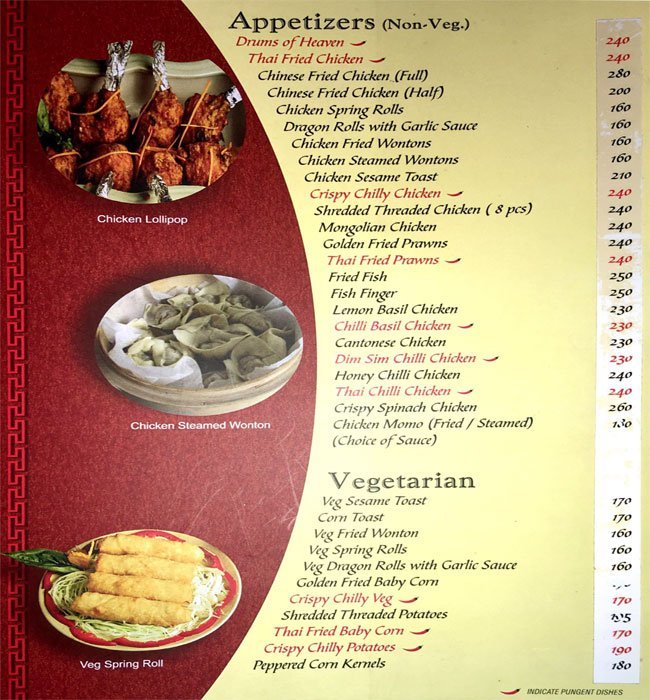 Appetizers (Non-Veg.)
Drums of Heaven 240
Thai Fried Chicken 240
Chinese Fried Chicken (Full) 280
Chinese Fried Chicken (Half) 200
Chicken Spring Rolls 160
Dragon Rolls with Garlic Sauce 160
Chicken Fried Wontons 160
Chicken Steamed Wontons 160
Chicken Sesame Toast 210
Crispy Chilly Chicken 240
Shredded Threaded Chicken ( 8 pcs) 240
Mongolian Chicken 240
Golden Fried Prawns 240
Thai Fried Prawns 240
Fried Fish 250
Fish Finger 250
Lemon Basil Chicken 230
Chilli Basil Chicken 230
Cantonese Chicken 230
Dim Sim Chilli Chicken 230
Honey Chilli Chicken 240
Thai Chilli Chicken 240
Crispy Spinach Chicken 260
Chicken Momo (Fried / Steamed)
(Choice of Sauce)
Vegetarian
Veg Sesame Toast 170
Corn Toast 170
Veg Fried Wonton 160
Veg Spring Rolls 160
Veg Dragon Rolls with Garlic Sauce 160
Golden Fried Baby Corn
Crispy Chilly Veg 170
Shredded Threaded Potatoes
Thai Fried Baby Corn 170
Crispy Chilly Potatoes 190
Peppered Corn Kernels 180
INDICATE PUNGENT DISHES
Chicken Lollipop
Chicken Steamed Wonton
Veg Spring Roll